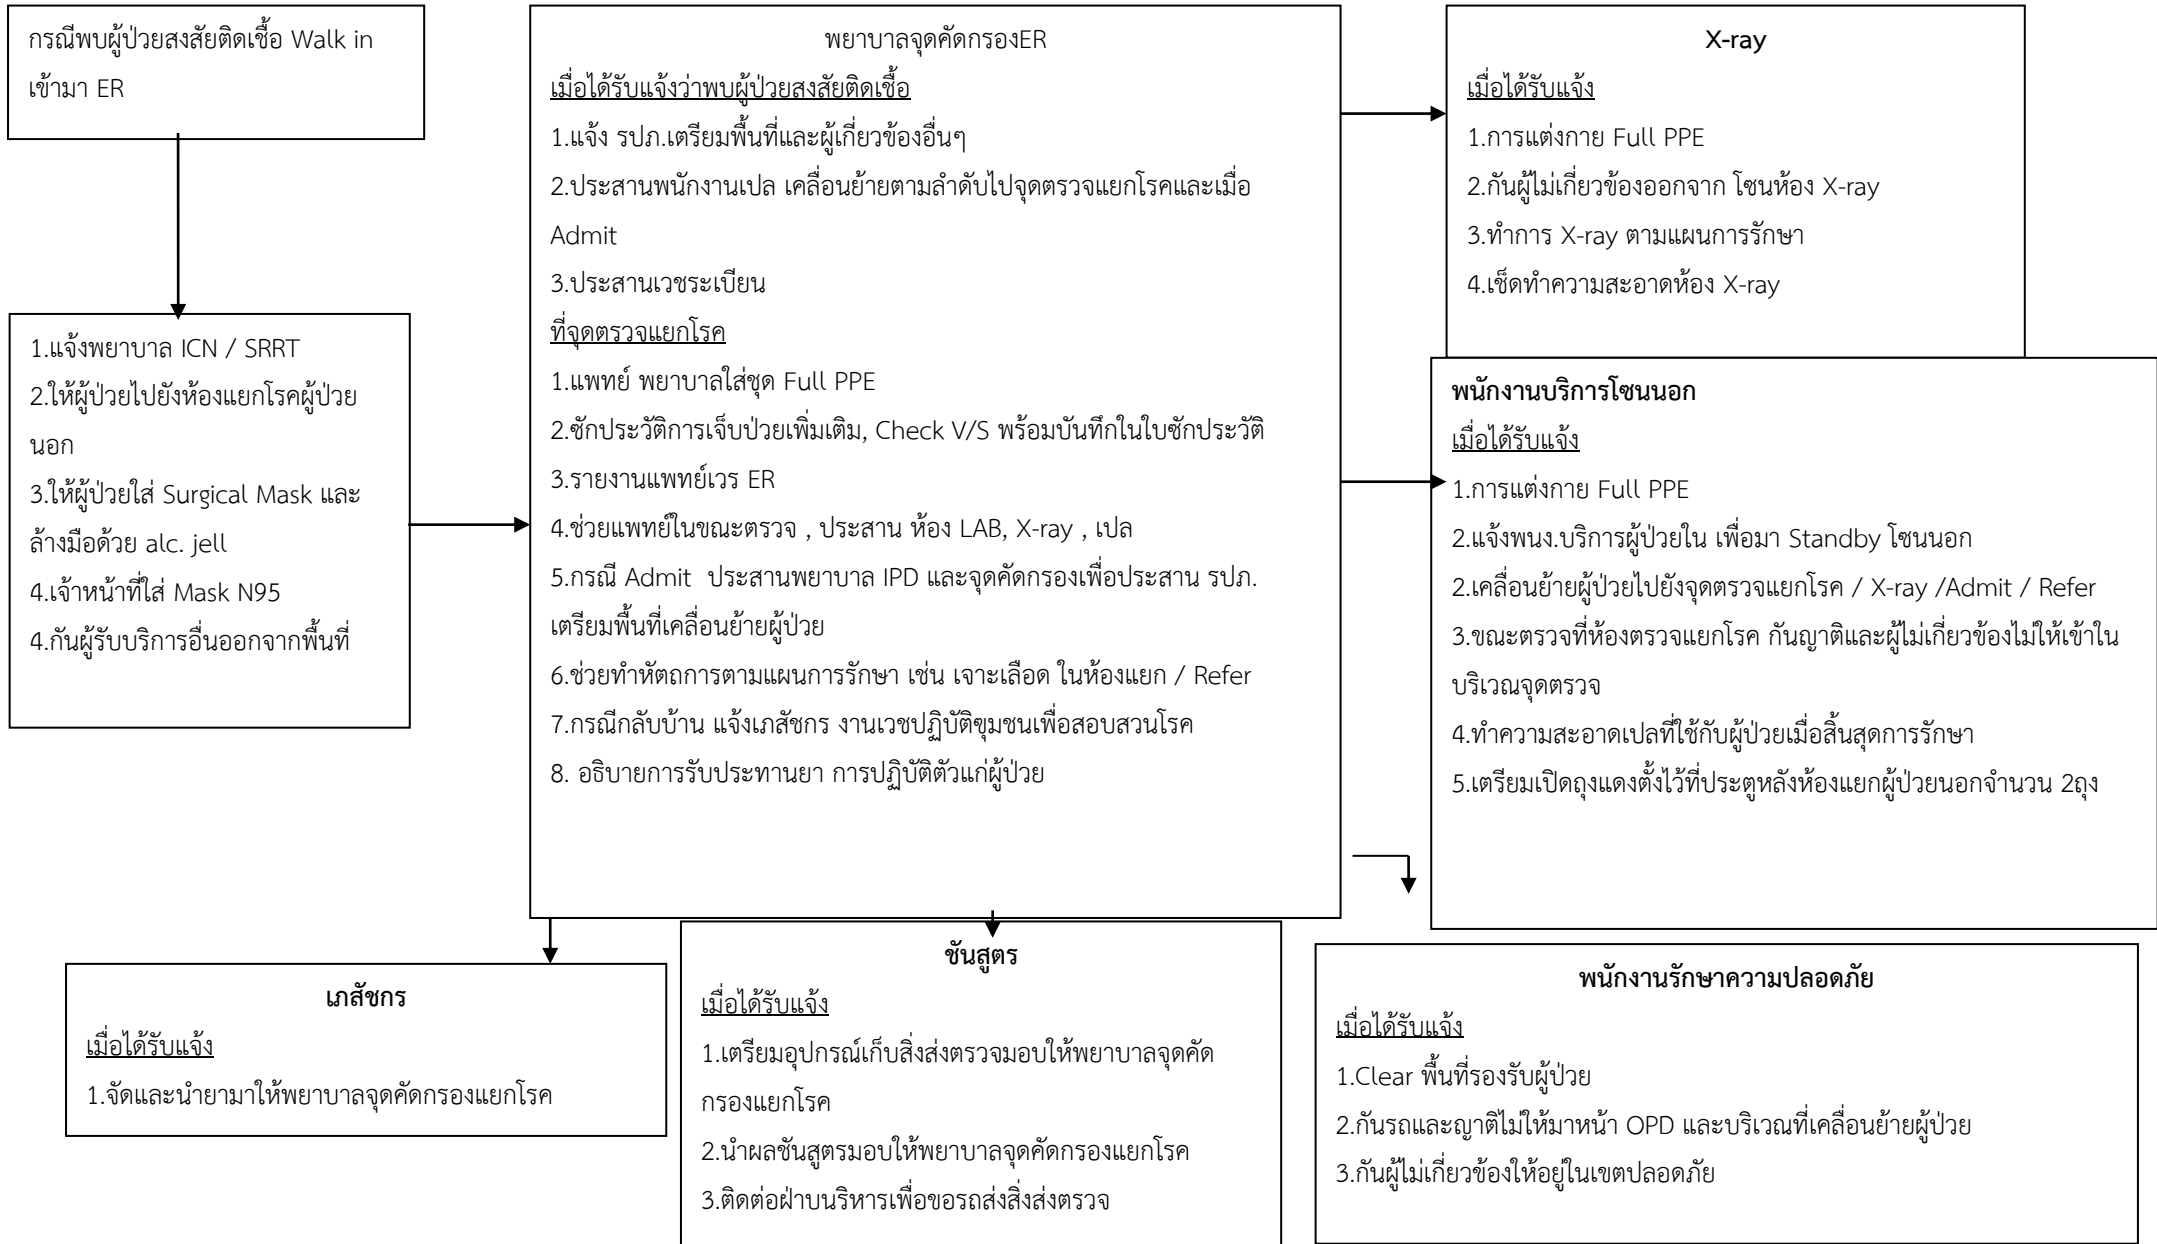 กรณีพบผู้ป่วยสงสัยติดเชื้อ Walk in
เข้ามา ER
1.แจ้งพยาบาล ICN / SRRT
2.ให้ผู้ป่วยไปยังห้องแยกโรคผู้ป่วย
นอก
3.ให้ผู้ป่วยใส่ Surgical Mask และ
ล้างมือด้วย alc. jell
4.เจ้าหน้าที่ใส่ Mask N95
4.กันผู้รับบริการอื่นออกจากพื้นที่
พยาบาลจุดคัดกรองER
เมื่อได้รับแจ้งว่าพบผู้ป่วยสงสัยติดเชื้อ
1.แจ้ง รปภ.เตรียมพื้นที่และผู้เกี่ยวข้องอื่นๆ
2.ประสานพนักงานเปล เคลื่อนย้ายตามลำดับไปจุดตรวจแยกโรคและเมื่อ
Admit
3.ประสานเวชระเบียน
ที่จุดตรวจแยกโรค
1.แพทย์ พยาบาลใส่ชุด Full PPE
2.ซักประวัติการเจ็บป่วยเพิ่มเติม, Check V/S พร้อมบันทึกในใบซักประวัติ
3.รายงานแพทย์เวร ER
4.ช่วยแพทย์ในขณะตรวจ , ประสาน ห้อง LAB, X-ray , เปล
5.กรณี Admit ประสานพยาบาล IPD และจุดคัดกรองเพื่อประสาน รปภ.
เตรียมพื้นที่เคลื่อนย้ายผู้ป่วย
6.ช่วยทำหัตถการตามแผนการรักษา เช่น เจาะเลือด ในห้องแยก / Refer
7.กรณีกลับบ้าน แจ้งเภสัชกร งานเวชปฏิบัติขุมชนเพื่อสอบสวนโรค
8. อธิบายการรับประทานยา การปฏิบัติตัวแก่ผู้ป่วย
X-ray
เมื่อได้รับแจ้ง
1.การแต่งกาย Full PPE
2.กันผู้ไม่เกี่ยวข้องออกจาก โซนห้อง X-ray
3.ทำการ X-ray ตามแผนการรักษา
4.เช็ดทำความสะอาดห้อง X-ray
พนักงานบริการโซนนอก
เมื่อได้รับแจ้ง
1.การแต่งกาย Full PPE
2.แจ้งพนง.บริการผู้ป่วยใน เพื่อมา Standby โซนนอก
2.เคลื่อนย้ายผู้ป่วยไปยังจุดตรวจแยกโรค / X-ray /Admit / Refer
3.ขณะตรวจที่ห้องตรวจแยกโรค กันญาติและผู้ไม่เกี่ยวข้องไม่ให้เข้าใน
บริเวณจุดตรวจ
4.ทำความสะอาดเปลที่ใช้กับผู้ป่วยเมื่อสิ้นสุดการรักษา
5.เตรียมเปิดถุงแดงตั้งไว้ที่ประตูหลังห้องแยกผู้ป่วยนอกจำนวน 2ถุง
เภสัชกร
เมื่อได้รับแจ้ง
1.จัดและนำยามาให้พยาบาลจุดคัดกรองแยกโรค
ชันสูตร
เมื่อได้รับแจ้ง
1.เตรียมอุปกรณ์เก็บสิ่งส่งตรวจมอบให้พยาบาลจุดคัด
กรองแยกโรค
2.นำผลชันสูตรมอบให้พยาบาลจุดคัดกรองแยกโรค
3.ติดต่อฝ่าบนริหารเพื่อขอรถส่งสิ่งส่งตรวจ
พนักงานรักษาความปลอดภัย
เมื่อได้รับแจ้ง
1.Clear พื้นที่รองรับผู้ป่วย
2.กันรถและญาติไม่ให้มาหน้า OPD และบริเวณที่เคลื่อนย้ายผู้ป่วย
3.กันผู้ไม่เกี่ยวข้องให้อยู่ในเขตปลอดภัย